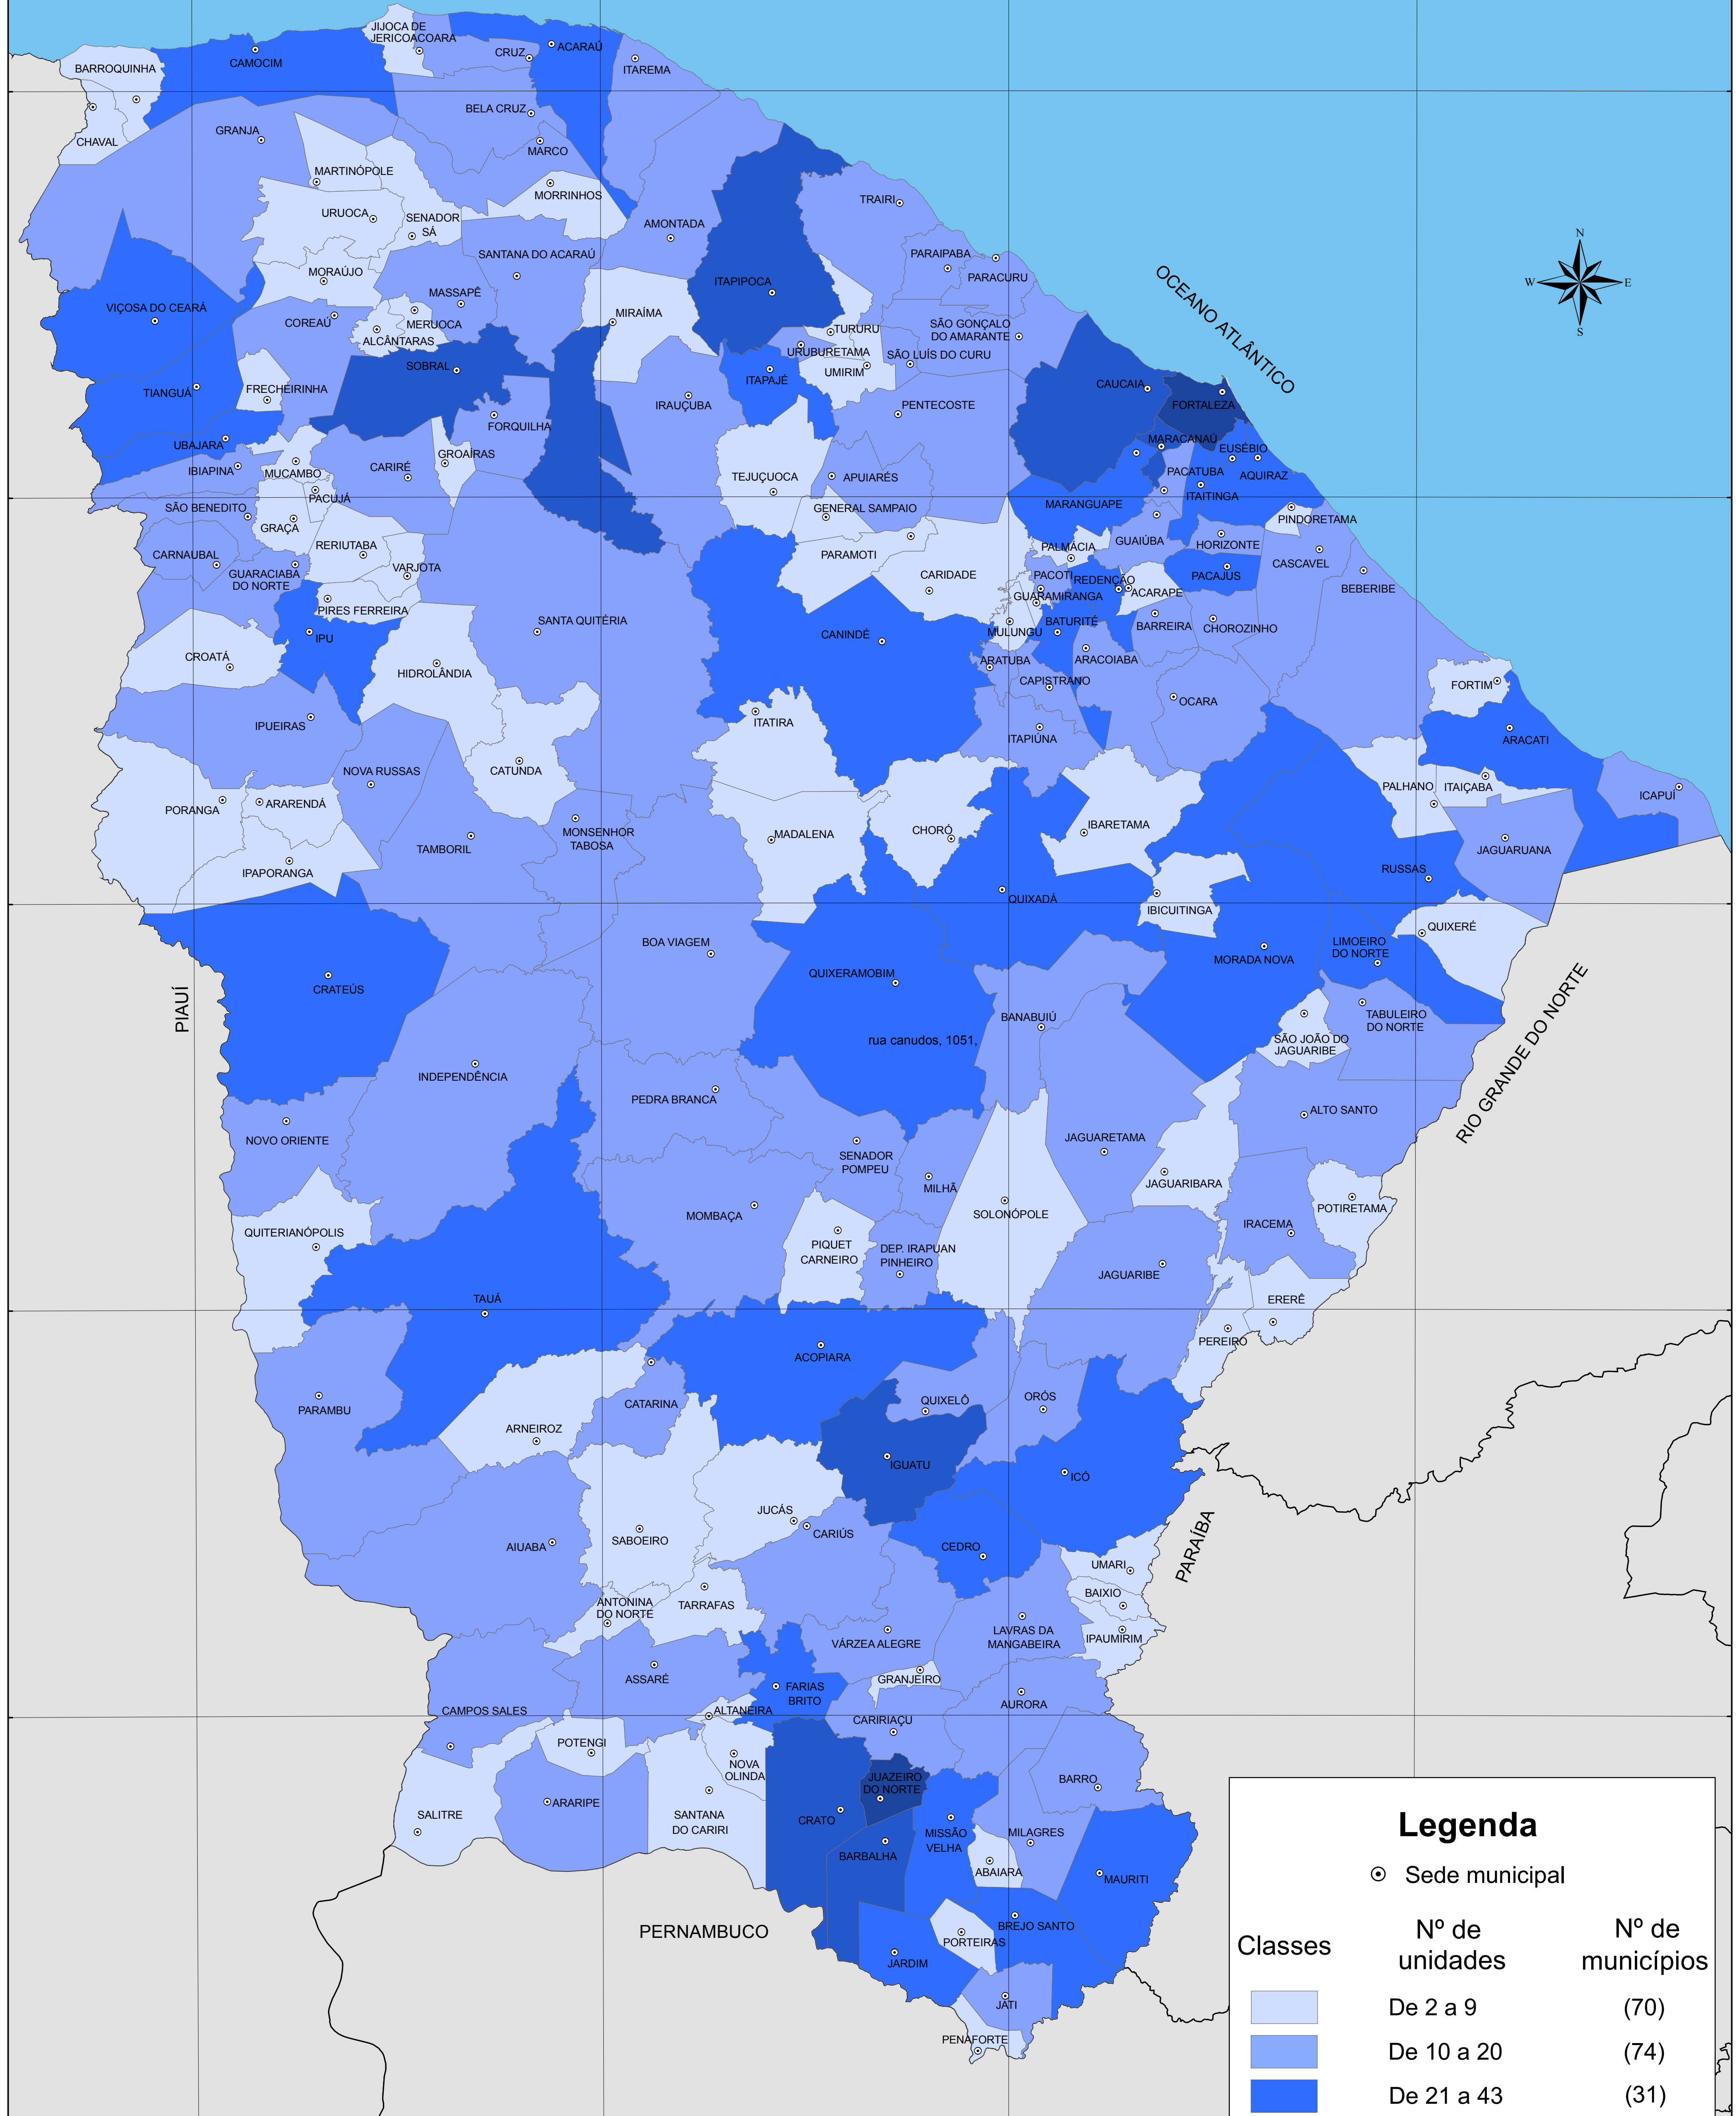 JIJOCA DE
JERICOACOARA
CRUZ
ACARAÚ
BARROQUINHA
CAMOCIM
ITAREMA
BELA CRUZ
GRANJA
CHAVAL
MARCO
MARTINÓPOLE
MORRINHOS
TRAIRI
URUOCA
SENADOR
SÁ
AMONTADA
N
SANTANA DO ACARAÚ
PARAIPABA
MORAÚJO
PARACURU
ITAPIPOCA
W
E
OCEANO ATLÂNTICO
MASSAPÊ
VIÇOSA DO CEARÁ
MIRAÍMA
COREAÚ
MERUOCA
SÃO GONÇALO
DO AMARANTE
S
TURURU
ALCÂNTARAS
URUBURETAMA
SÃO LUÍS DO CURU
SOBRAL
UMIRIM
ITAPAJÉ
CAUCAIA
FRECHEIRINHA
TIANGUÁ
IRAUÇUBA
PENTECOSTE
FORTALEZA
FORQUILHA
MARACANAÚ
UBAJARA
EUSÉBIO
GROAÍRAS
IBIAPINA
MUCAMBO
CARIRÉ
PACATUBA
AQUIRAZ
TEJUÇUOCA
APUIARÉS
ITAITINGA
PACUJÁ
MARANGUAPE
SÃO BENEDITO
GENERAL SAMPAIO
PINDORETAMA
GRAÇA
GUAIÚBA
HORIZONTE
RERIUTABA
PALMÁCIA
CARNAUBAL
PARAMOTI
CASCAVEL
VARJOTA
GUARACIABA
DO NORTE
CARIDADE
PACOTI
REDENÇÃO
PACAJUS
BEBERIBE
GUARAMIRANGA
ACARAPE
PIRES FERREIRA
SANTA QUITÉRIA
BATURITÉ
BARREIRA
CHOROZINHO
MULUNGU
IPU
CANINDÉ
CROATÁ
ARATUBA
ARACOIABA
HIDROLÂNDIA
CAPISTRANO
FORTIM
OCARA
ITATIRA
IPUEIRAS
ITAPIÚNA
ARACATI
NOVA RUSSAS
CATUNDA
PALHANO
ITAIÇABA
ICAPUÍ
PORANGA
ARARENDÁ
IBARETAMA
CHORÓ
MADALENA
MONSENHOR
TABOSA
TAMBORIL
JAGUARUANA
IPAPORANGA
RUSSAS
QUIXADÁ
IBICUITINGA
QUIXERÉ
BOA VIAGEM
LIMOEIRO
DO NORTE
MORADA NOVA
QUIXERAMOBIM
CRATEÚS
PIAUÍ
BANABUIÚ
TABULEIRO
DO NORTE
rua canudos, 1051,
SÃO JOÃO DO
JAGUARIBE
RIO GRANDE DO NORTE
INDEPENDÊNCIA
PEDRA BRANCA
ALTO SANTO
NOVO ORIENTE
JAGUARETAMA
SENADOR
POMPEU
JAGUARIBARA
MILHÃ
POTIRETAMA
SOLONÓPOLE
MOMBAÇA
IRACEMA
QUITERIANÓPOLIS
PIQUET
CARNEIRO
DEP. IRAPUAN
PINHEIRO
JAGUARIBE
TAUÁ
ERERÊ
PEREIRO
ACOPIARA
ORÓS
QUIXELÔ
CATARINA
PARAMBU
ARNEIROZ
IGUATU
ICÓ
JUCÁS
CARIÚS
SABOEIRO
AIUABA
CEDRO
PARAÍBA
UMARI
BAIXIO
ANTONINA
DO NORTE
TARRAFAS
LAVRAS DA
MANGABEIRA
IPAUMIRIM
VÁRZEA ALEGRE
ASSARÉ
GRANJEIRO
FARIAS
BRITO
AURORA
CAMPOS SALES
ALTANEIRA
CARIRIAÇU
POTENGI
NOVA
OLINDA
JUAZEIRO
DO NORTE
BARRO
ARARIPE
SALITRE
SANTANA
DO CARIRI
CRATO
MISSÃO
VELHA
MILAGRES
BARBALHA
ABAIARA
MAURITI
BREJO SANTO
PERNAMBUCO
PORTEIRAS
JARDIM
JATI
PENAFORTE
Legenda
Sede municipal
Classes
Nº de
unidades
Nº de
municípios
De 2 a 9
(70)
De 10 a 20
(74)
De 21 a 43
(31)